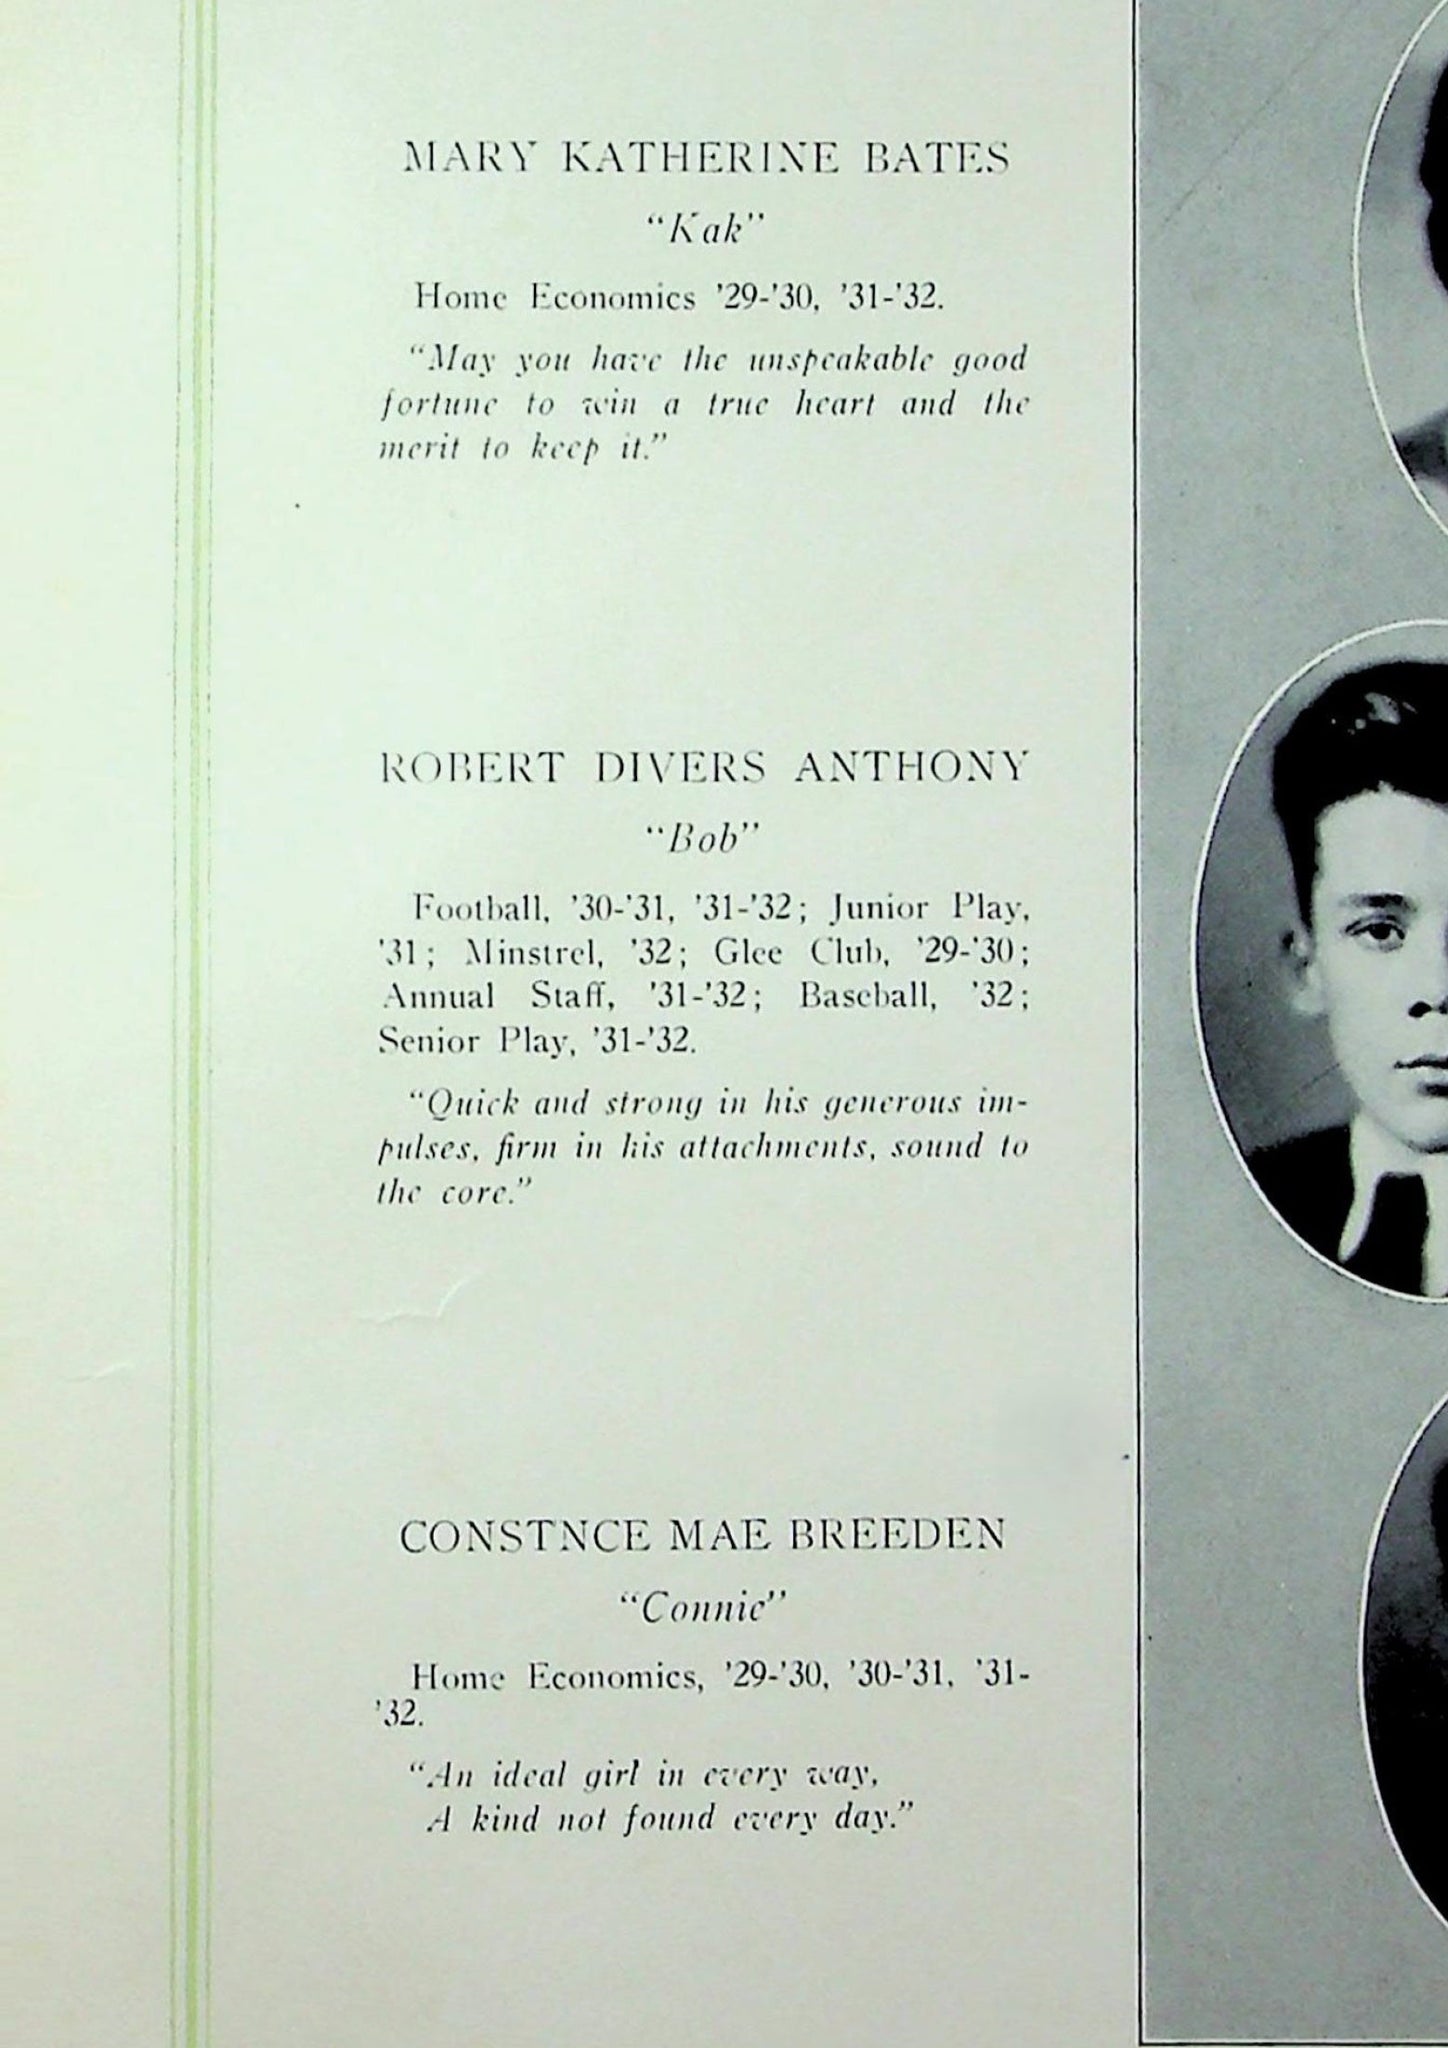 MARY KATHERINE BATES
“Kak”
Home Economics ’29-’30, ’31-’32.
“May you have the unspeakable good
fortune to win a true heart and the
merit to keep it.”
ROBERT DIVERS ANTHONY
“Bob”
Football, ’30-’31, ’31-’32; Junior Play,
’31; Minstrel, ’32; Glee Club, ’29-’30;
Annual Staff, ’31-’32; Baseball, ’32;
Senior Play, ’31-’32.
“Quick and strong in his generous im-
pulses, firm in his attachments, sound to
the core.”
CONSTNCE MAE BREEDEN
“Connie”
Home Economics, ’29-’30, ’30-’31, ’31-
’32.
“An ideal girl in every way,
A kind not found every day.”